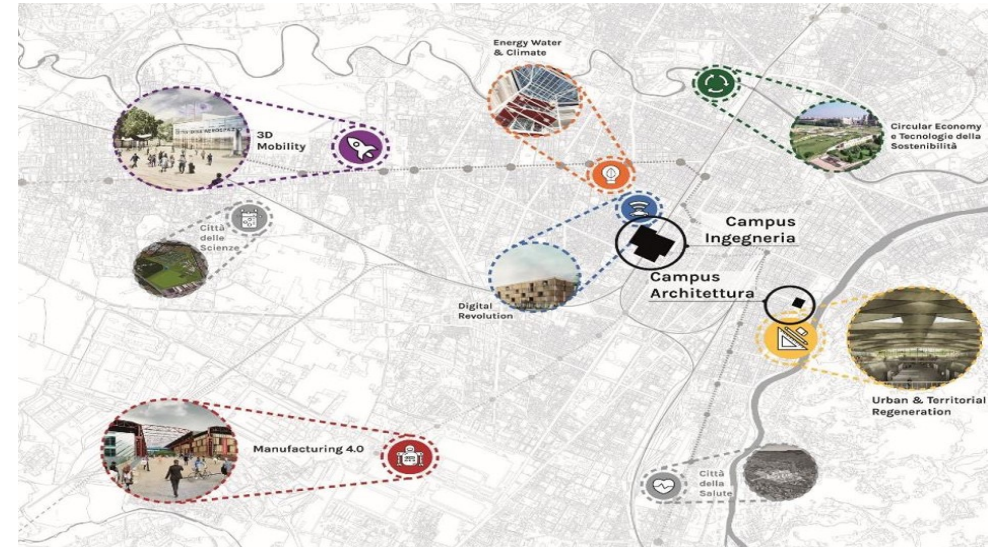 Energy Water
& Climate
3D
Mobility
Circular Economy
e Tecnologie della
Sostenibilità
Città
delle
Scienze
Campus
Ingegneria
Campus
Architettura
Digital
Revolution
Urban & Territorial
Regeneration
Manufacturing 4.0
Città
della
Salute